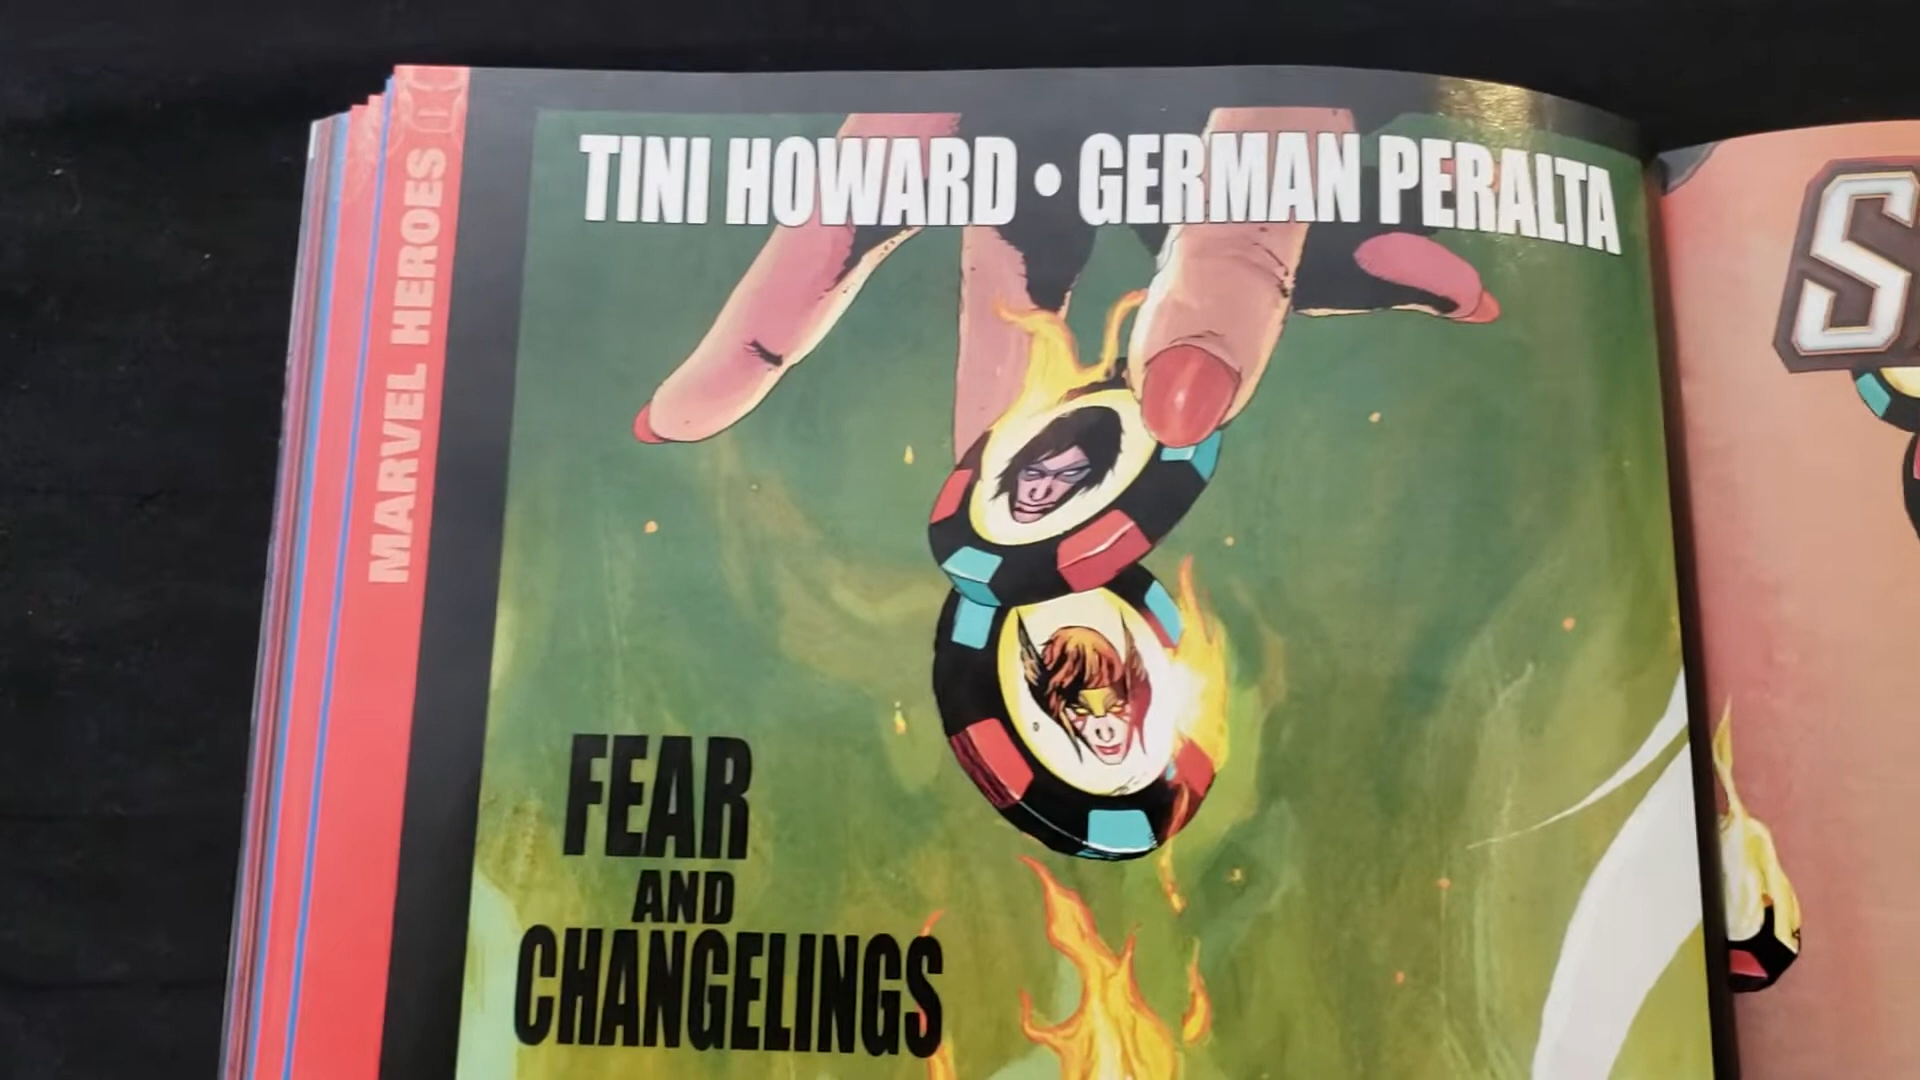 MARVEL HEROES
TINI HOWARD • GERMAN PERALTA
FEAR
AND
CHANGELINGS